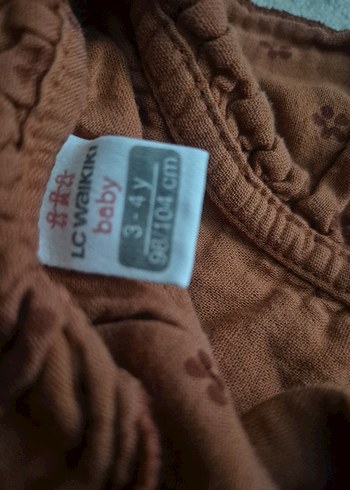 LC WAIKIKI
baby
3 - 4 y
98/104 cm